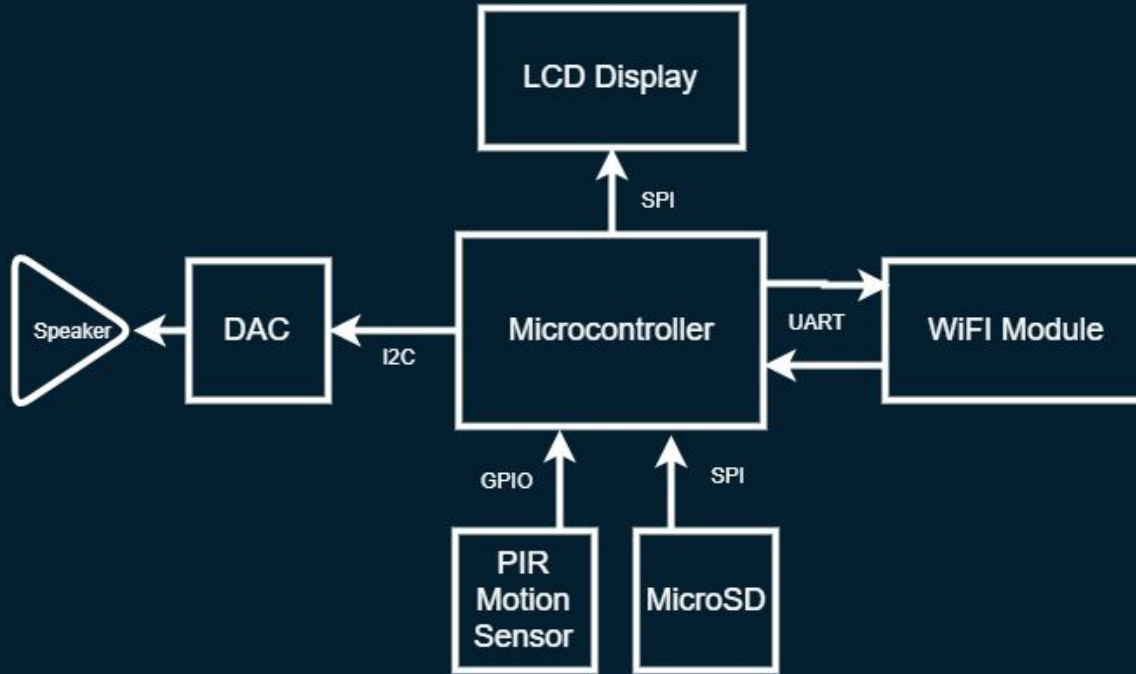 LCD Display
SPI
Speaker
DAC
I2C
Microcontroller
UART
WiFI Module
GPIO
SPI
PIR
Motion
Sensor
MicroSD